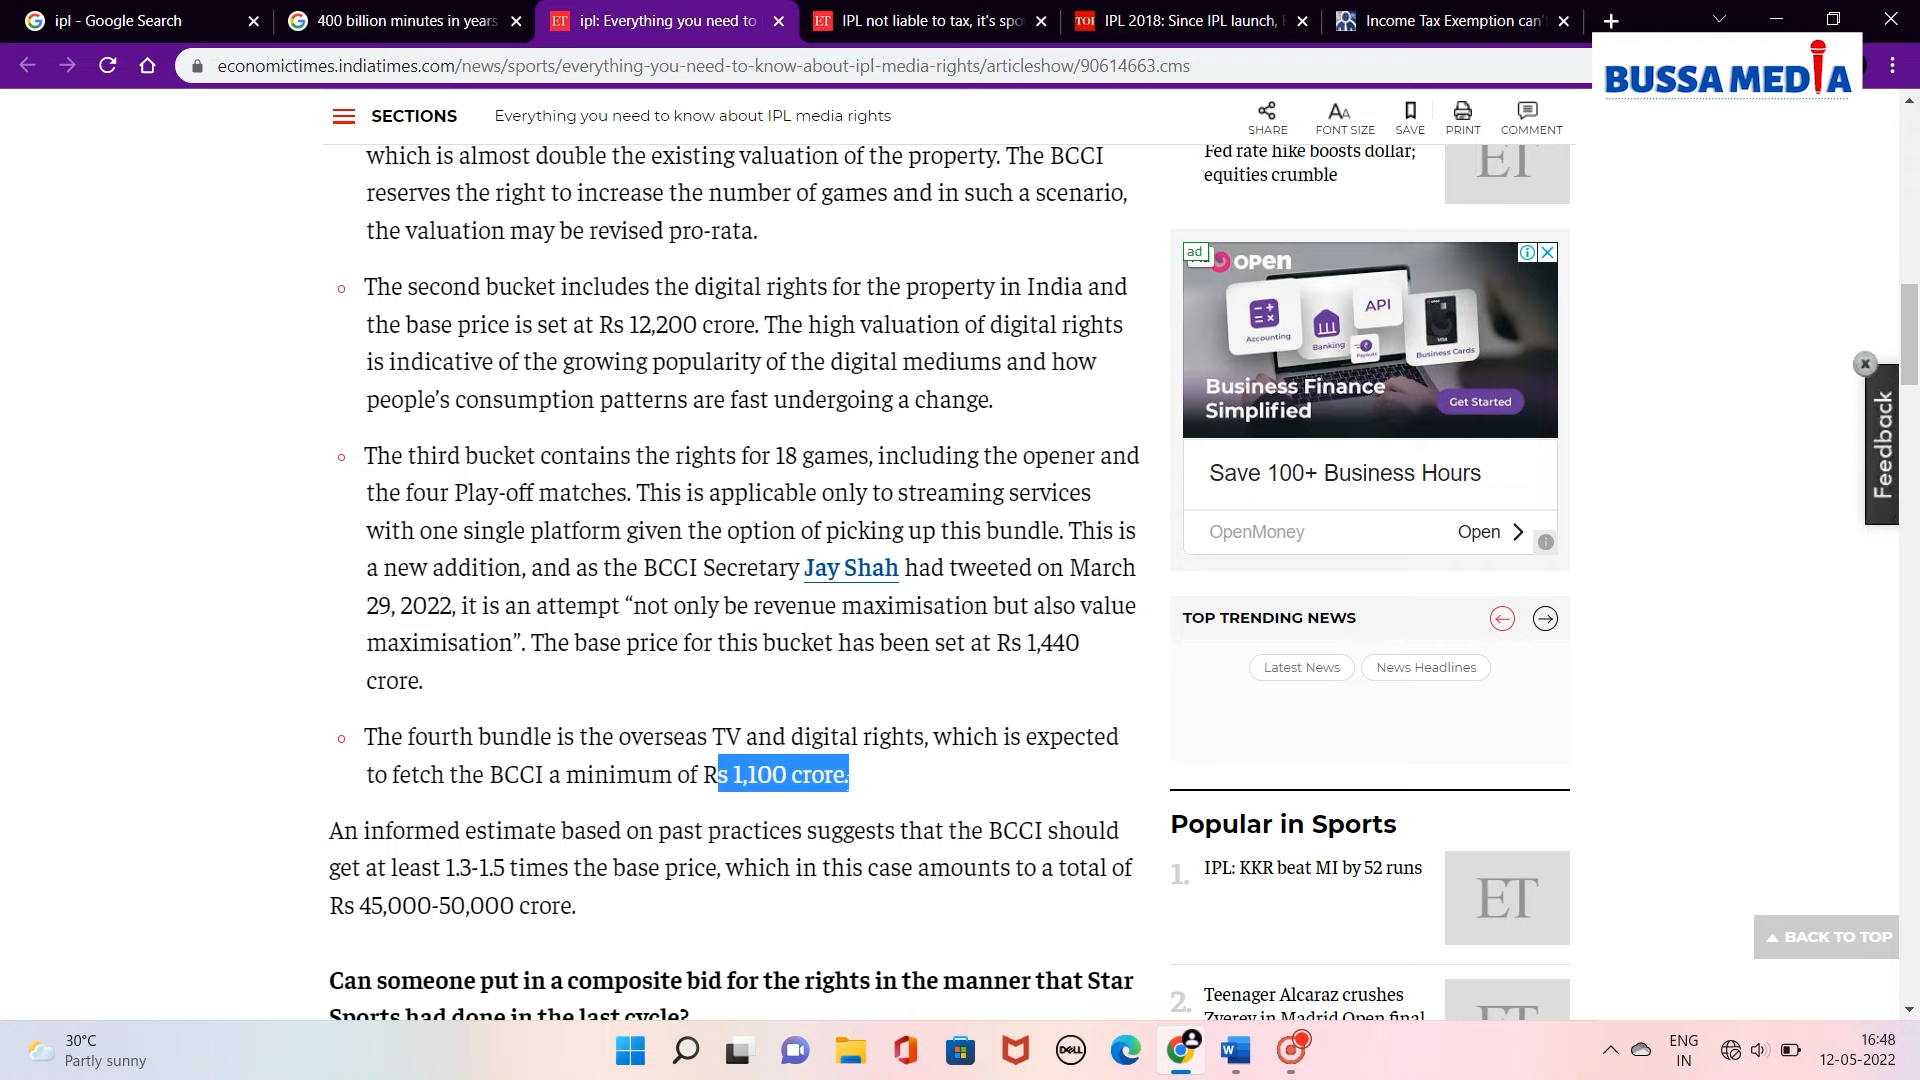 ipl - Google Search
400 billion minutes in years
ipl: Everything you need to
IPL not liable to tax, it's spo
IPL 2018: Since IPL launch,
Income Tax Exemption can'
economictimes.indiatimes.com/news/sports/everything-you-need-to-know-about-ipl-media-rights/articleshow/90614663.cms
BUSSA MEDIA
SECTIONS
Everything you need to know about IPL media rights
SHARE
FONT SIZE
SAVE
PRINT
COMMENT
which is almost double the existing valuation of the property. The BCCI
reserves the right to increase the number of games and in such a scenario,
the valuation may be revised pro-rata.
The second bucket includes the digital rights for the property in India and
the base price is set at Rs 12,200 crore. The high valuation of digital rights
is indicative of the growing popularity of the digital mediums and how
people's consumption patterns are fast undergoing a change.
The third bucket contains the rights for 18 games, including the opener and
the four Play-off matches. This is applicable only to streaming services
with one single platform given the option of picking up this bundle. This is
a new addition, and as the BCCI Secretary Jay Shah had tweeted on March
29, 2022, it is an attempt “not only be revenue maximisation but also value
maximisation”. The base price for this bucket has been set at Rs 1,440
crore.
The fourth bundle is the overseas TV and digital rights, which is expected
to fetch the BCCI a minimum of Rs 1,100 crore.
An informed estimate based on past practices suggests that the BCCI should
get at least 1.3-1.5 times the base price, which in this case amounts to a total of
Rs 45,000-50,000 crore.
Can someone put in a composite bid for the rights in the manner that Star
Sports had done in the last cycle?
Fed rate hike boosts dollar;
equities crumble
ET
ad
open
Accounting
Banking
API
Payouts
Business Cards
Business Finance
Simplified
Get Started
Save 100+ Business Hours
OpenMoney
Open
TOP TRENDING NEWS
Latest News
News Headlines
Popular in Sports
1.
IPL: KKR beat MI by 52 runs
ET
2.
Teenager Alcaraz crushes
Zverev in Madrid Open final
Feedback
BACK TO TOP
30°C
Partly sunny
DELL
ENG
IN
16:48
12-05-2022